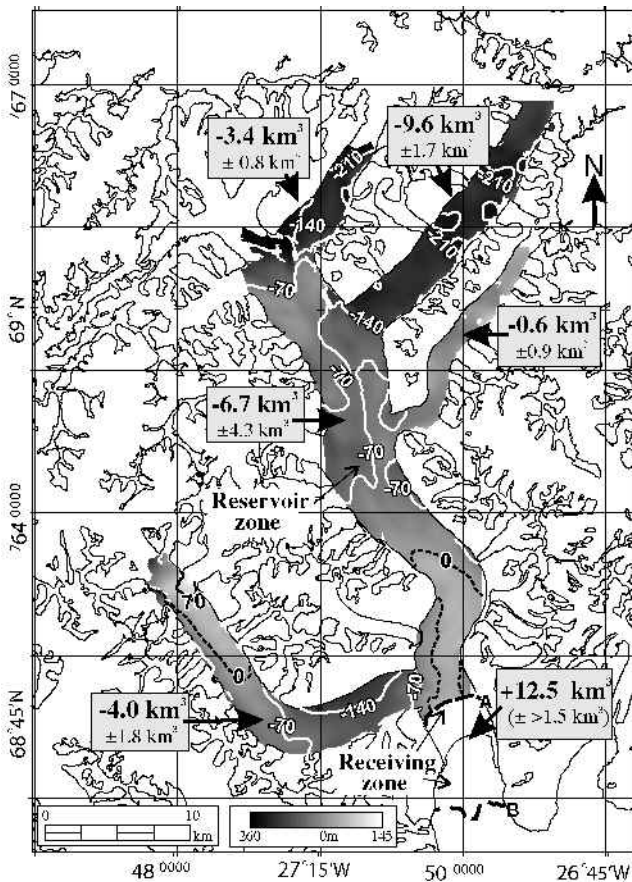 '67 0000
-3.4 km³
± 0.8 km³
-9.6 km³
±1.7 km³
N
-210
-210
-140
-210
-70
-140
69° N
-0.6 km³
±0.9 km³
-70
-6.7 km³
±4.3 km³
-70
-70
Reservoir
zone
764 0000
0
70
0
-4.0 km³
±1.8 km³
-70
-140
-70
A
+12.5 km³
(± >1.5 km³)
68°45' N
Receiving
zone
B
0 10
km
360 0m 145
48 0000
27°15'W
50 0000
26°45'W